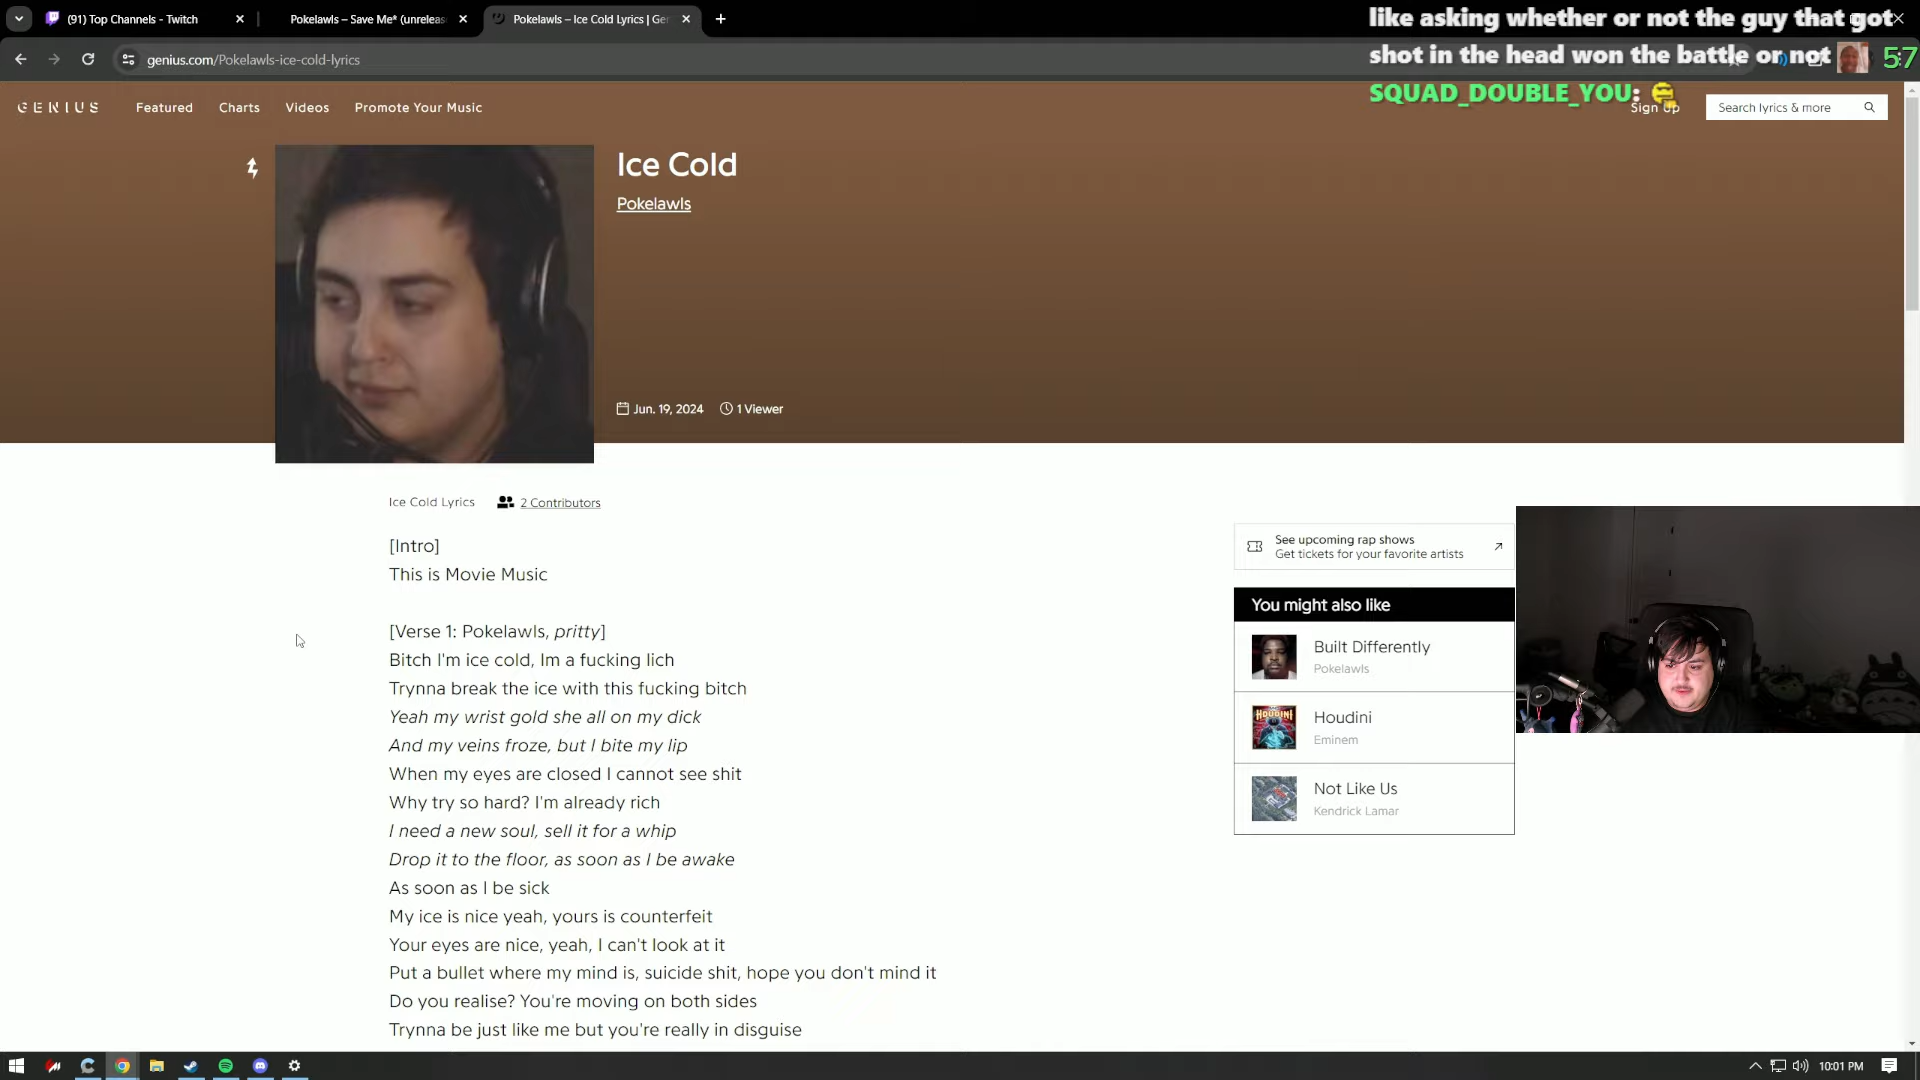 (91) Top Channels - Twitch
Pokelawls – Save Me* (unreleas
Pokelawls – Ice Cold Lyrics | Ge
genius.com/Pokelawls-ice-cold-lyrics
like asking whether or not the guy that got
shot in the head won the battle or not
57
SQUAD_DOUBLE_YOU:
GENIUS
Featured
Charts
Videos
Promote Your Music
Sign Up
Search lyrics & more
Ice Cold
Pokelawls
Jun. 19, 2024
1 Viewer
Ice Cold Lyrics
2 Contributors
[Intro]
This is Movie Music
[Verse 1: Pokelawls, pritty]
Bitch I'm ice cold, Im a fucking lich
Trynna break the ice with this fucking bitch
Yeah my wrist gold she all on my dick
And my veins froze, but I bite my lip
When my eyes are closed I cannot see shit
Why try so hard? I'm already rich
I need a new soul, sell it for a whip
Drop it to the floor, as soon as I be awake
As soon as I be sick
My ice is nice yeah, yours is counterfeit
Your eyes are nice, yeah, I can't look at it
Put a bullet where my mind is, suicide shit, hope you don't mind it
Do you realise? You're moving on both sides
Trynna be just like me but you're really in disguise
See upcoming rap shows
Get tickets for your favorite artists
You might also like
Built Differently
Pokelawls
Houdini
Eminem
HOUDINI
Not Like Us
Kendrick Lamar
10:01 PM